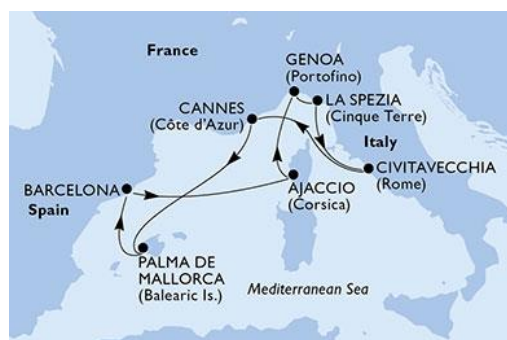 France
GENOA
(Portofino)
LA SPEZIA
(Cinque Terre)
CANNES
(Côte d'Azur)
Italy
CIVITAVECCHIA
(Rome)
BARCELONA
Spain
AJACCIO
(Corsica)
PALMA DE
MALLORCA
(Balearic Is.)
Mediterranean Sea